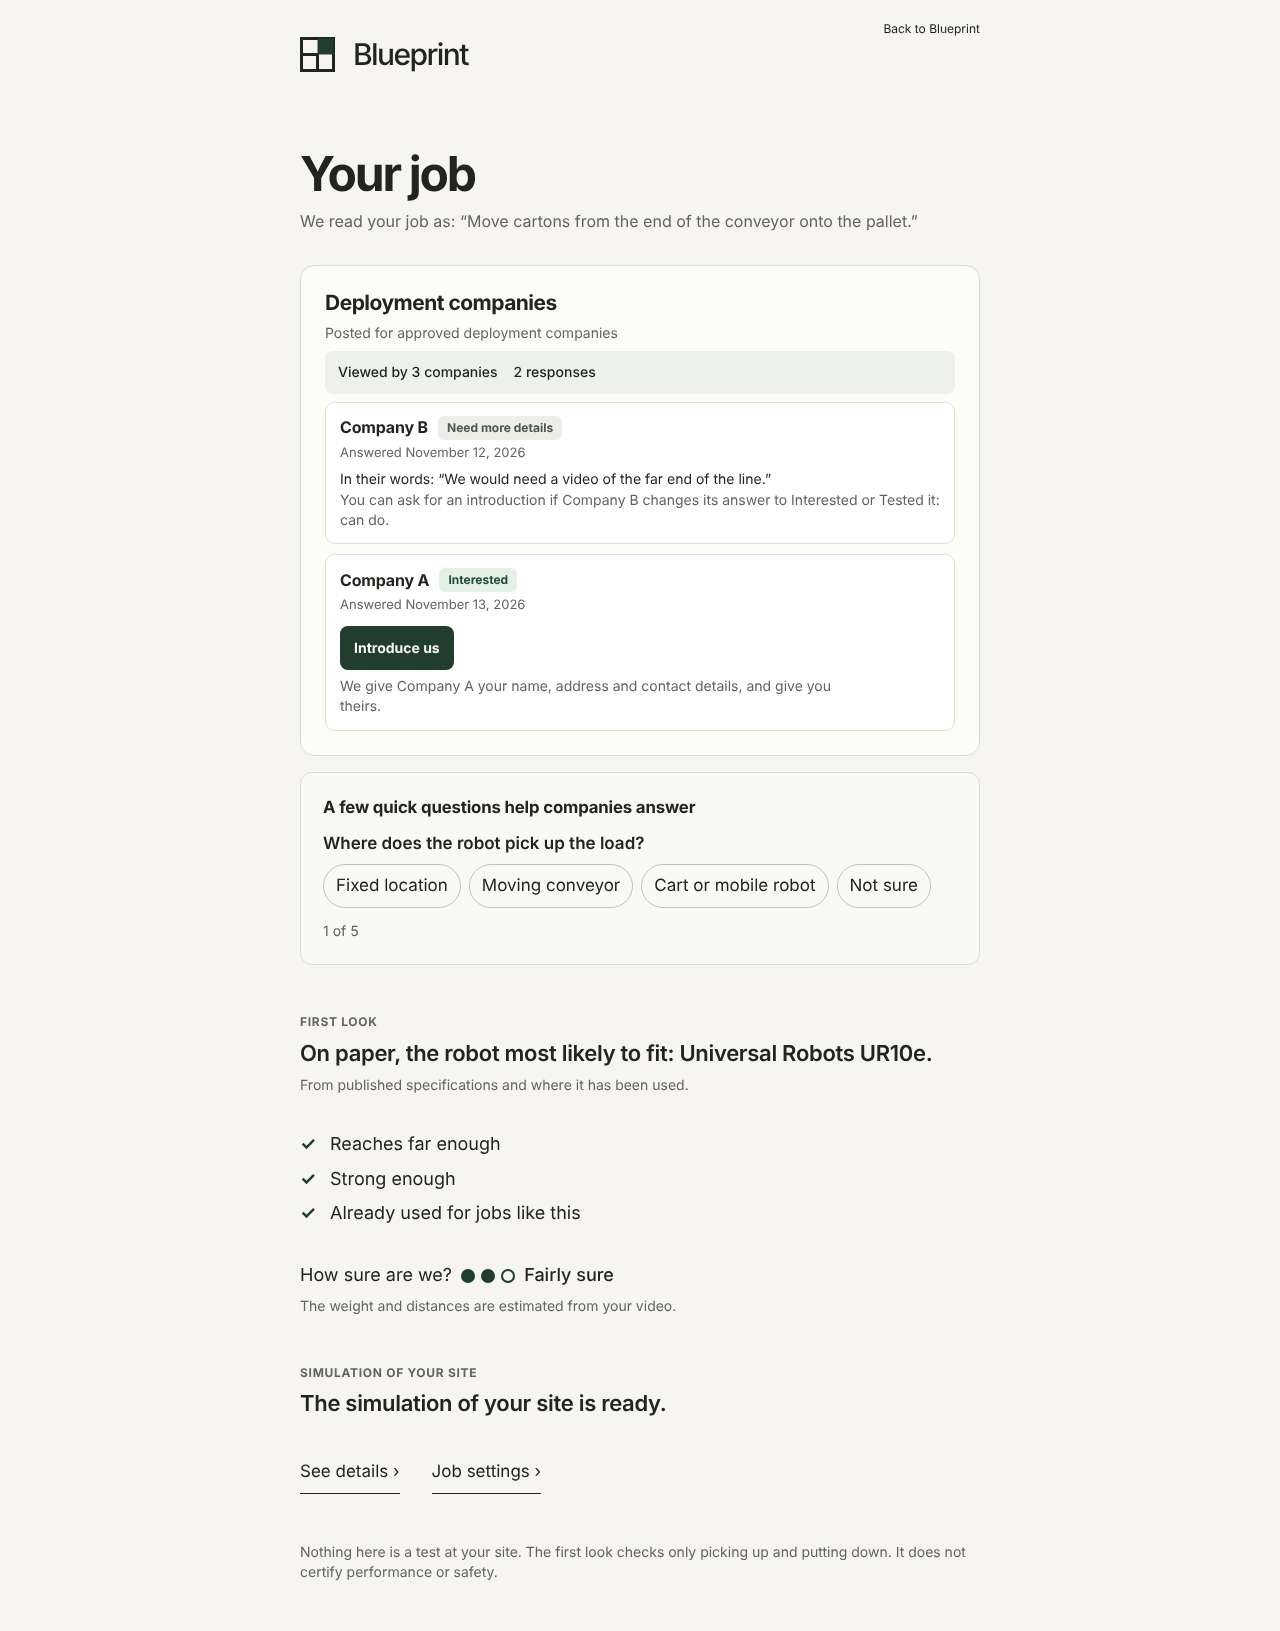 Back to Blueprint
Blueprint
Your job
We read your job as: “Move cartons from the end of the conveyor onto the pallet.”
Deployment companies
Posted for approved deployment companies
Viewed by 3 companies 2 responses
Company B Need more details
Answered November 12, 2026
In their words: “We would need a video of the far end of the line.”
You can ask for an introduction if Company B changes its answer to Interested or Tested it:
can do.
Company A Interested
Answered November 13, 2026
Introduce us
We give Company A your name, address and contact details, and give you
theirs.
A few quick questions help companies answer
Where does the robot pick up the load?
Fixed location Moving conveyor Cart or mobile robot Not sure
1 of 5
FIRST LOOK
On paper, the robot most likely to fit: Universal Robots UR10e.
From published specifications and where it has been used.
✓ Reaches far enough
✓ Strong enough
✓ Already used for jobs like this
How sure are we? Fairly sure
The weight and distances are estimated from your video.
SIMULATION OF YOUR SITE
The simulation of your site is ready.
See details › Job settings ›
Nothing here is a test at your site. The first look checks only picking up and putting down. It does not
certify performance or safety.